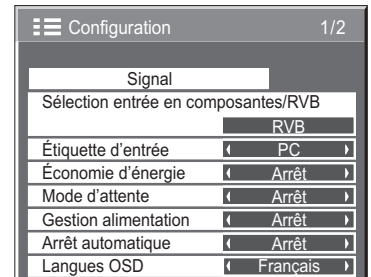 Configuration 1/2
Signal
Sélection entrée en composantes/RVB
RVB
Étiquette d'entrée PC
Économie d'énergie Arrêt
Mode d'attente Arrêt
Gestion alimentation Arrêt
Arrêt automatique Arrêt
Langues OSD Français